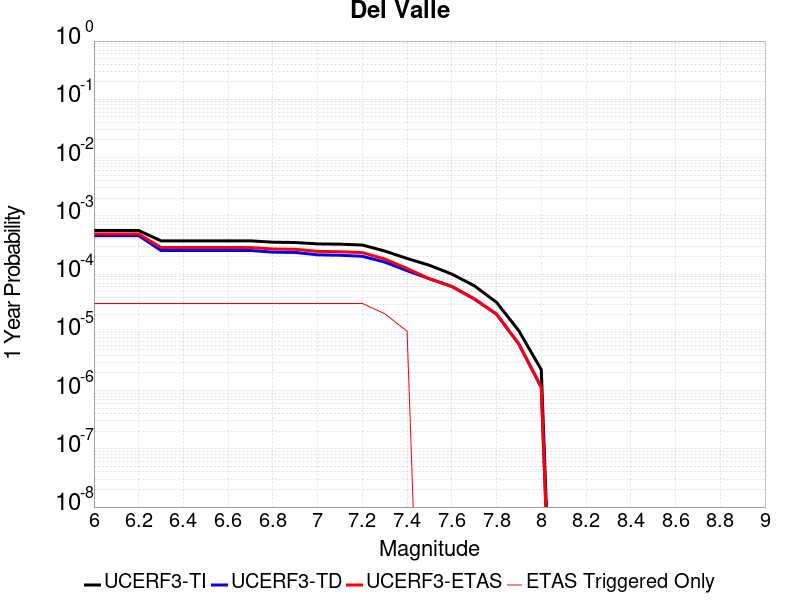 Del Valle
10^0
10^-1
10^-2
10^-3
10^-4
10^-5
10^-6
10^-7
10^-8
1 Year Probability
6 6.2 6.4 6.6 6.8 7 7.2 7.4 7.6 7.8 8 8.2 8.4 8.6 8.8 9
Magnitude
UCERF3-TI UCERF3-TD UCERF3-ETAS ETAS Triggered Only